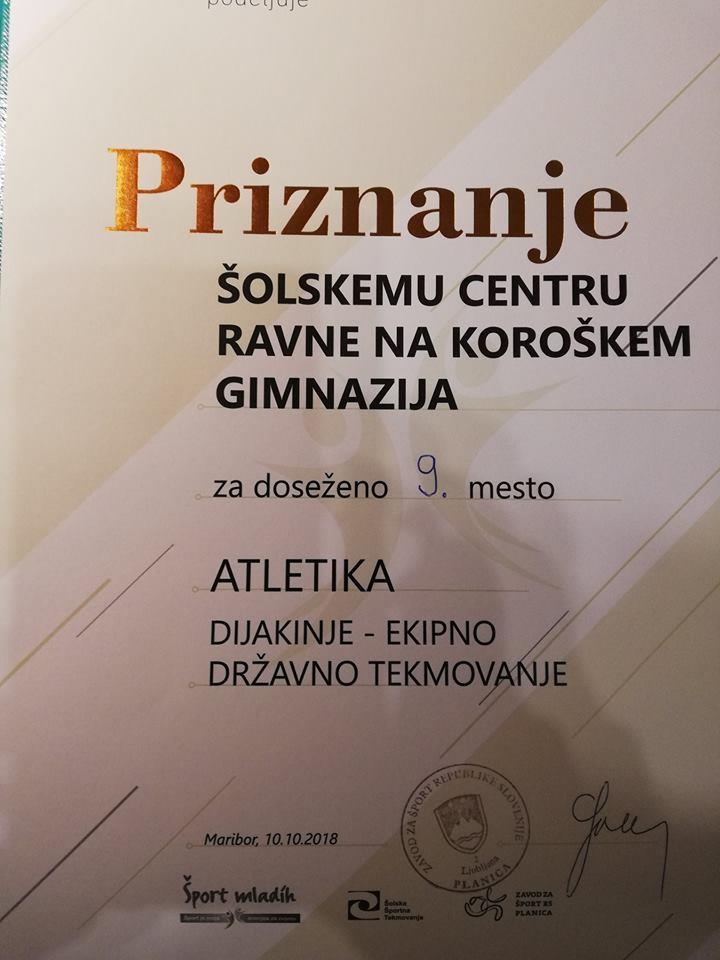 podeljuje
Priznanje
ŠOLSKEMU CENTRU
RAVNE NA KOROŠKEM
GIMNAZIJA
za doseženo 9. mesto
ATLETIKA
DIJAKINJE - EKIPNO
DRŽAVNO TEKMOVANJE
ZAVOD ZA ŠPORT REPUBLIKE SLOVENIJE
2
Ljubljana
PLANICA
Maribor, 10.10.2018
Šport mladih
Šolska
Športna
Tekmovanja
ZAVOD ZA
ŠPORT RS
PLANICA